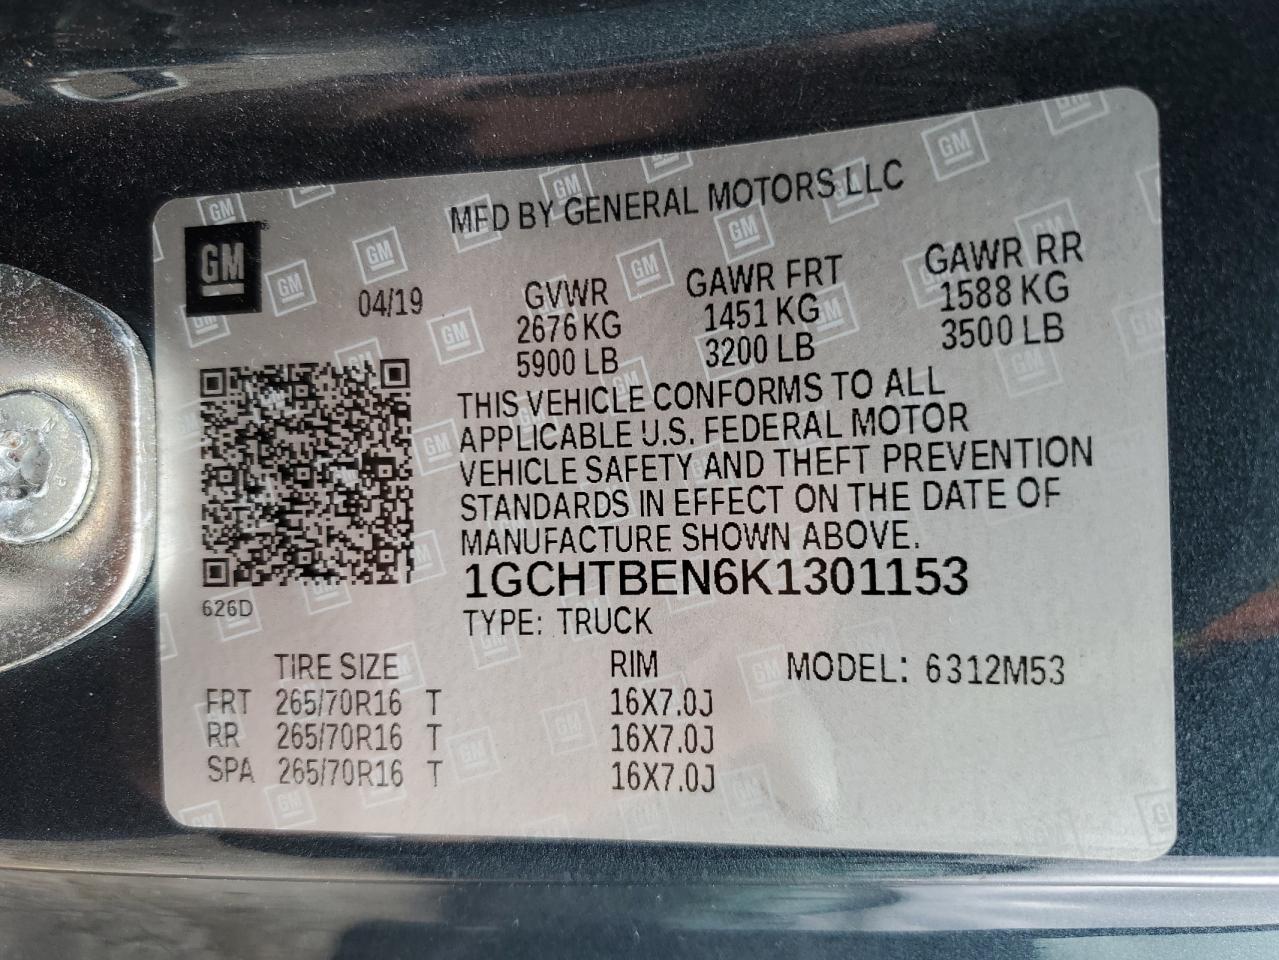 MFD BY GENERAL MOTORS LLC
GM
04/19
GVWR GAWR FRT GAWR RR
2676 KG 1451 KG 1588 KG
5900 LB 3200 LB 3500 LB
THIS VEHICLE CONFORMS TO ALL
APPLICABLE U.S. FEDERAL MOTOR
VEHICLE SAFETY AND THEFT PREVENTION
STANDARDS IN EFFECT ON THE DATE OF
MANUFACTURE SHOWN ABOVE.
1GCHTBEN6K1301153
626D
TYPE: TRUCK
TIRE SIZE RIM MODEL: 6312M53
FRT 265/70R16 T 16X7.0J
RR 265/70R16 T 16X7.0J
SPA 265/70R16 T 16X7.0J